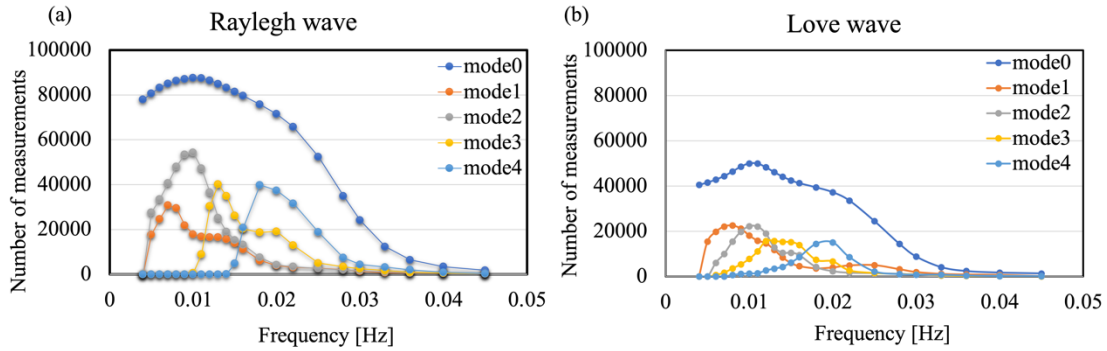 (a)
Raylegh wave
100000
80000
60000
40000
20000
0
Number of measurements
mode0
mode1
mode2
mode3
mode4
0 0.01 0.02 0.03 0.04 0.05
Frequency [Hz]
(b)
Love wave
100000
80000
60000
40000
20000
0
Number of measurements
mode0
mode1
mode2
mode3
mode4
0 0.01 0.02 0.03 0.04 0.05
Frequency [Hz]